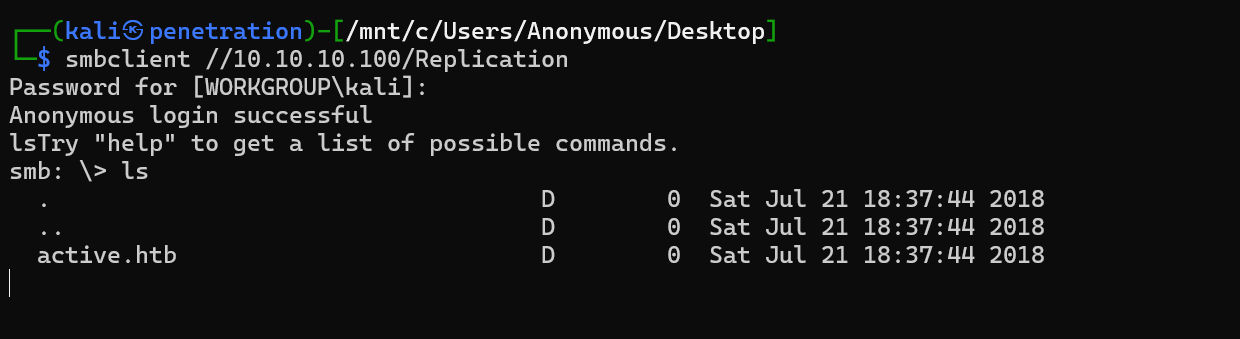 ┌──(kali㉿penetration)-[/mnt/c/Users/Anonymous/Desktop]
└─$ smbclient //10.10.10.100/Replication
Password for [WORKGROUP\kali]:
Anonymous login successful
lsTry "help" to get a list of possible commands.
smb: \> ls
  .                                   D        0  Sat Jul 21 18:37:44 2018
  ..                                  D        0  Sat Jul 21 18:37:44 2018
  active.htb                          D        0  Sat Jul 21 18:37:44 2018